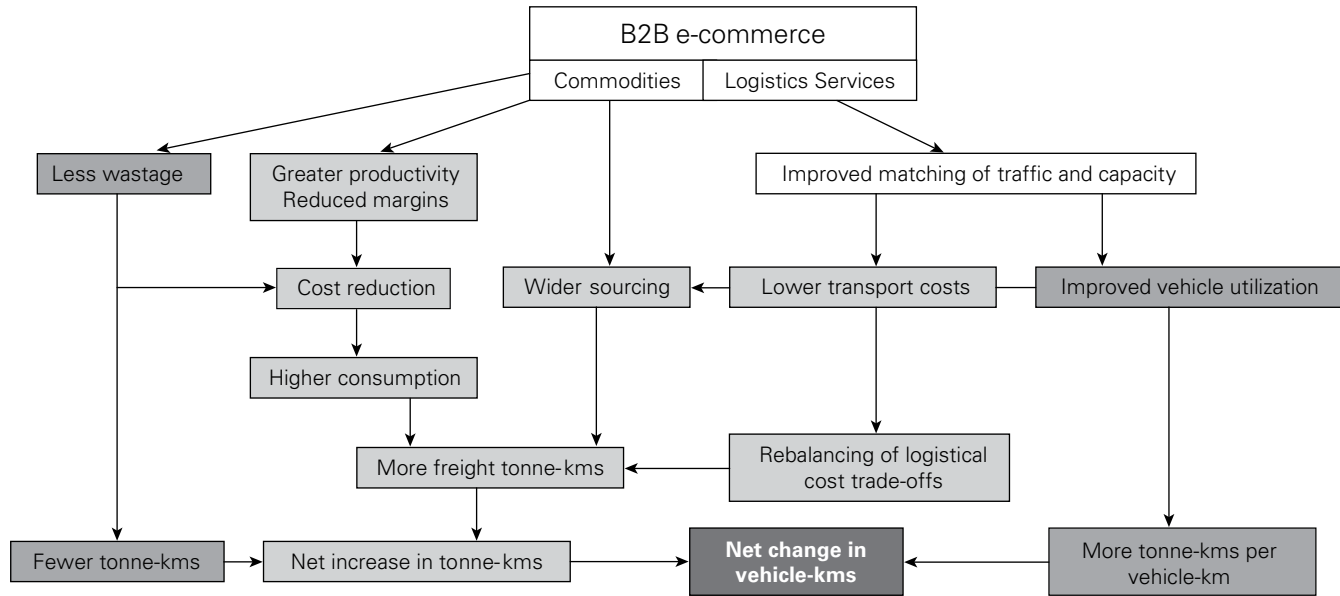 B2B e-commerce
Commodities
Logistics Services
Less wastage
Greater productivity
Reduced margins
Improved matching of traffic and capacity
Cost reduction
Wider sourcing
Lower transport costs
Improved vehicle utilization
Higher consumption
More freight tonne-kms
Rebalancing of logistical
cost trade-offs
Fewer tonne-kms
Net increase in tonne-kms
Net change in
vehicle-kms
More tonne-kms per
vehicle-km